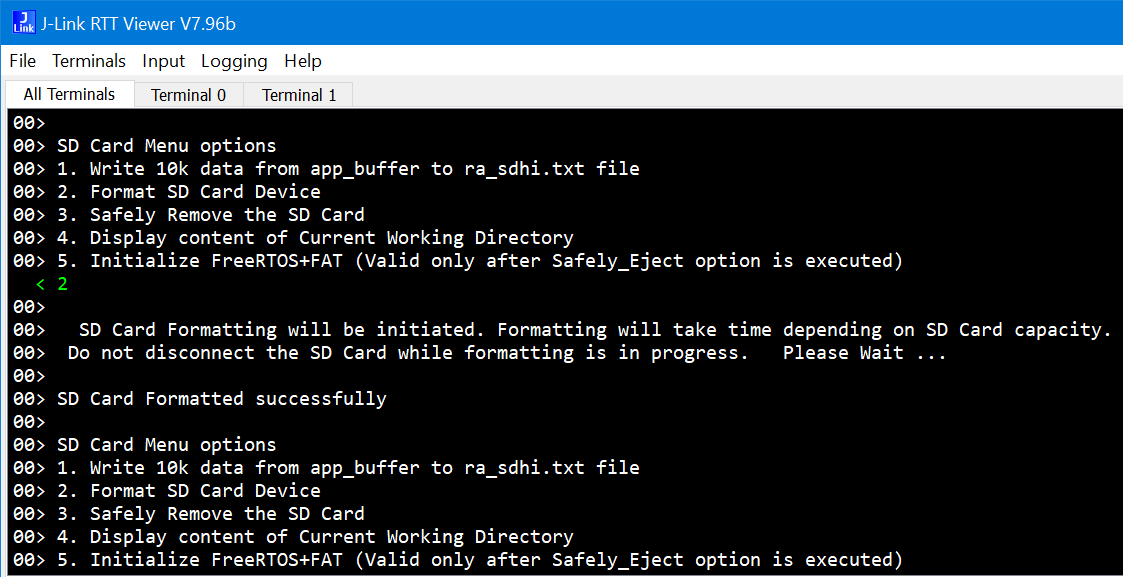 J-Link RTT Viewer V7.96b
File Terminals Input Logging Help
All Terminals Terminal 0 Terminal 1
00>
00> SD Card Menu options
00> 1. Write 10k data from app_buffer to ra_sdhi.txt file
00> 2. Format SD Card Device
00> 3. Safely Remove the SD Card
00> 4. Display content of Current Working Directory
00> 5. Initialize FreeRTOS+FAT (Valid only after Safely_Eject option is executed)
< 2
00>
00>   SD Card Formatting will be initiated. Formatting will take time depending on SD Card capacity.
00>  Do not disconnect the SD Card while formatting is in progress.   Please Wait ...
00>
00> SD Card Formatted successfully
00>
00> SD Card Menu options
00> 1. Write 10k data from app_buffer to ra_sdhi.txt file
00> 2. Format SD Card Device
00> 3. Safely Remove the SD Card
00> 4. Display content of Current Working Directory
00> 5. Initialize FreeRTOS+FAT (Valid only after Safely_Eject option is executed)